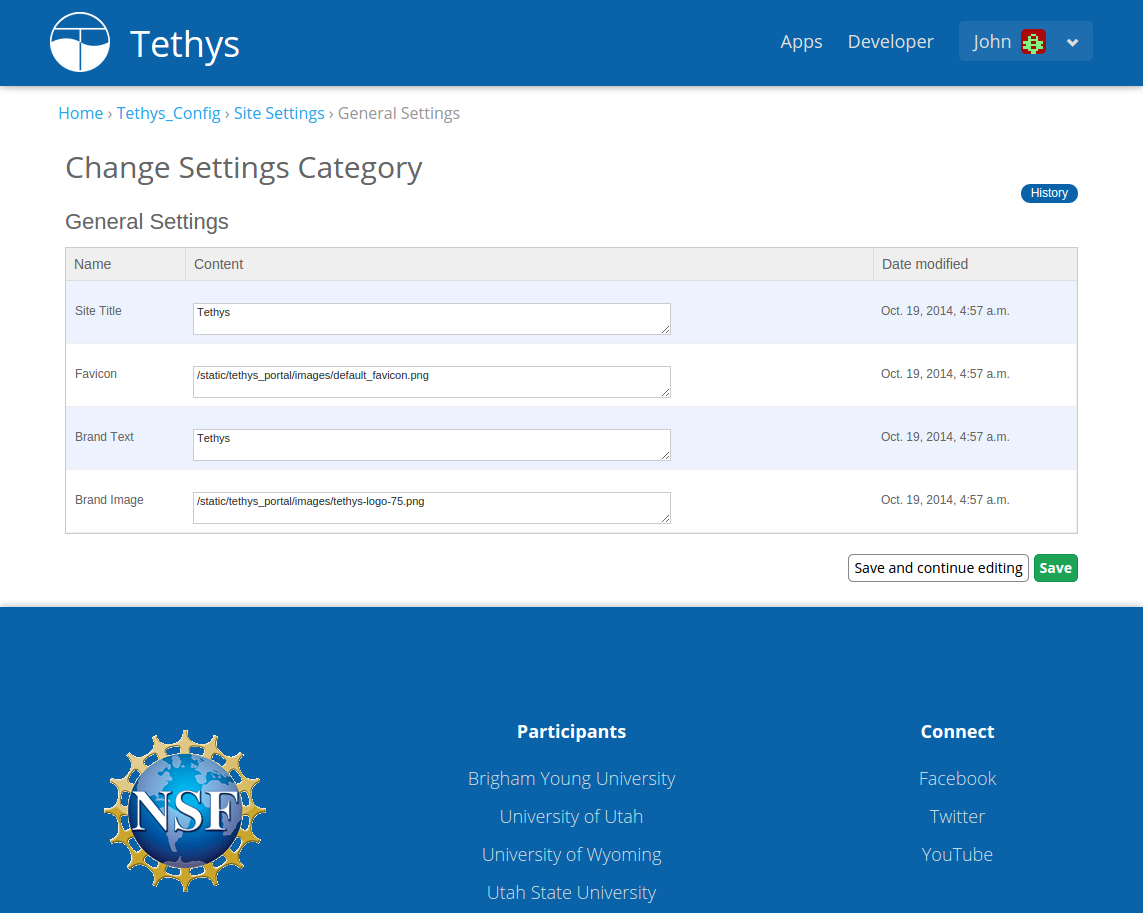 Tethys
Apps Developer John
Home › Tethys_Config › Site Settings › General Settings
Change Settings Category
History
General Settings
Name Content Date modified
Site Title Tethys Oct. 19, 2014, 4:57 a.m.
Favicon /static/tethys_portal/images/default_favicon.png Oct. 19, 2014, 4:57 a.m.
Brand Text Tethys Oct. 19, 2014, 4:57 a.m.
Brand Image /static/tethys_portal/images/tethys-logo-75.png Oct. 19, 2014, 4:57 a.m.
Save and continue editing Save
NSF
Participants
Brigham Young University
University of Utah
University of Wyoming
Utah State University
Connect
Facebook
Twitter
YouTube